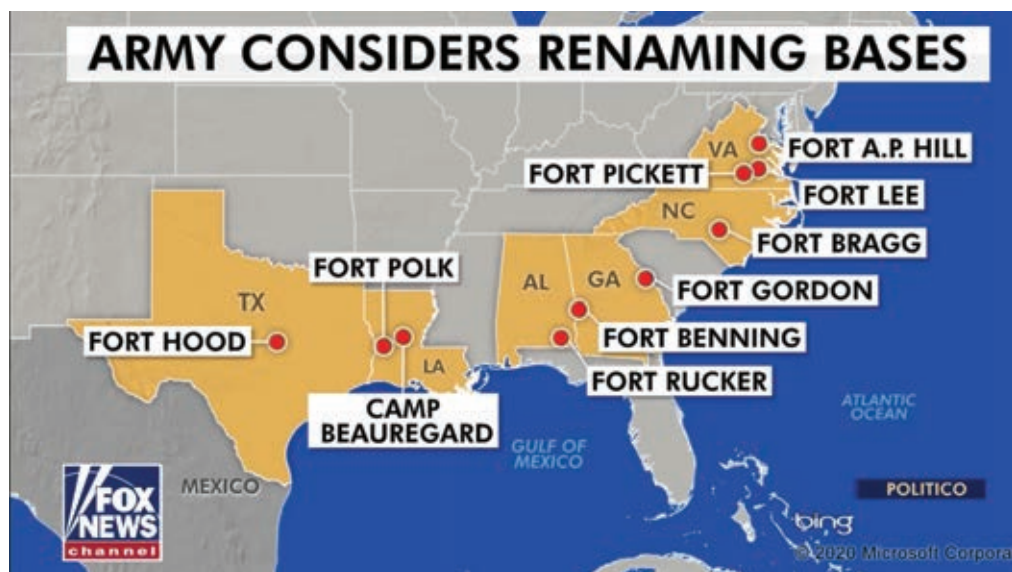 ARMY CONSIDERS RENAMING BASES
VA
FORT A.P. HILL
FORT PICKETT
FORT LEE
NC
FORT BRAGG
FORT POLK
AL
GA
FORT GORDON
TX
FORT HOOD
FORT BENNING
LA
FORT RUCKER
CAMP
BEAUREGARD
ATLANTIC
OCEAN
GULF OF
MEXICO
MEXICO
FOX
NEWS
channel
POLITICO
bing
© 2020 Microsoft Corpora